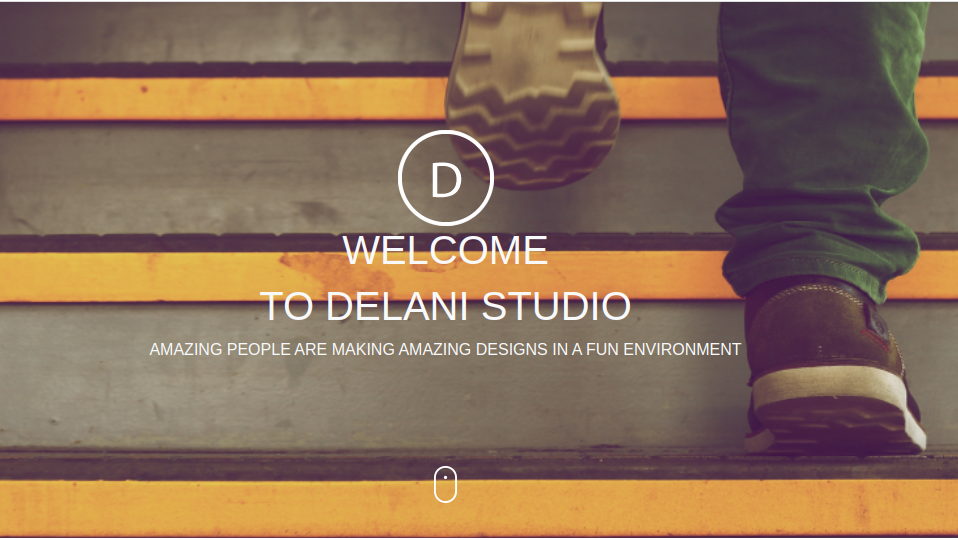 D
WELCOME
TO DELANI STUDIO
AMAZING PEOPLE ARE MAKING AMAZING DESIGNS IN A FUN ENVIRONMENT